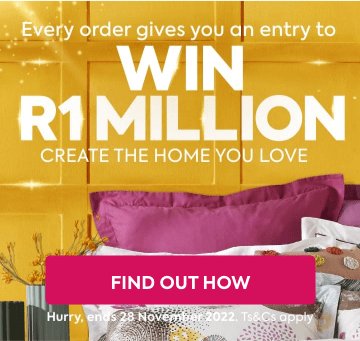 Every order gives you an entry to
WIN
R1 MILLION
CREATE THE HOME YOU LOVE
FIND OUT HOW
Hurry, ends 28 November 2022. Ts&Cs apply